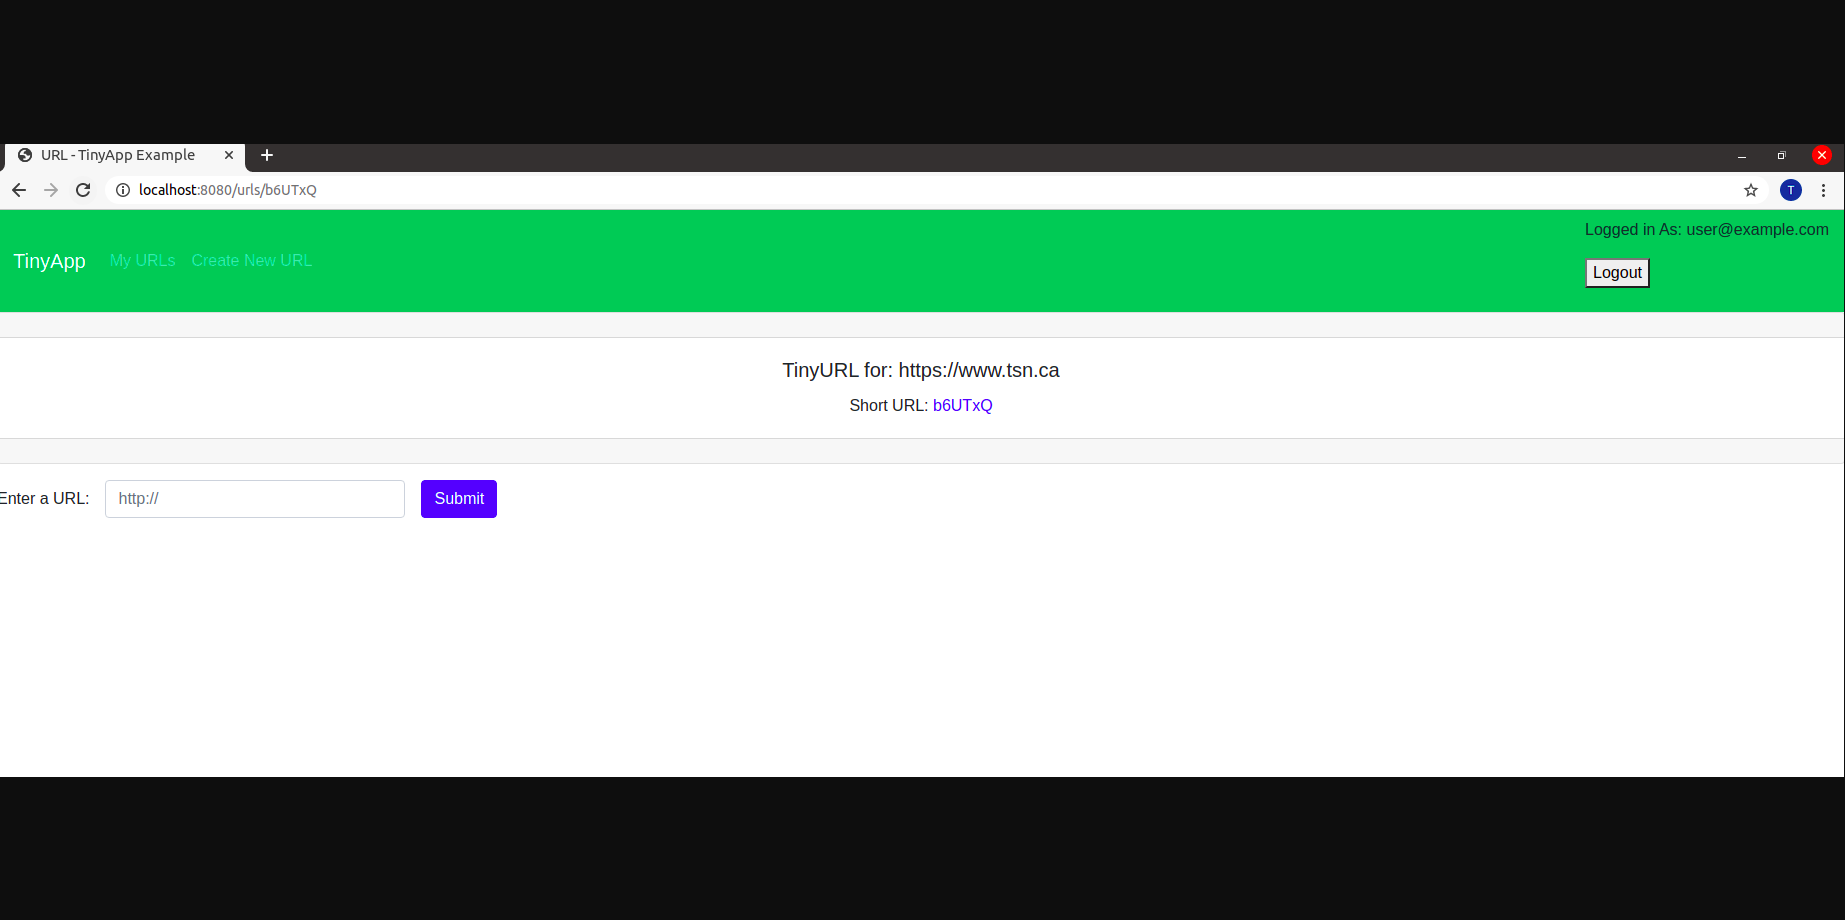 URL - TinyApp Example
localhost:8080/urls/b6UTxQ
T
Logged in As: user@example.com
TinyApp My URLs Create New URL
Logout
TinyURL for: https://www.tsn.ca
Short URL: b6UTxQ
Enter a URL: http:// Submit